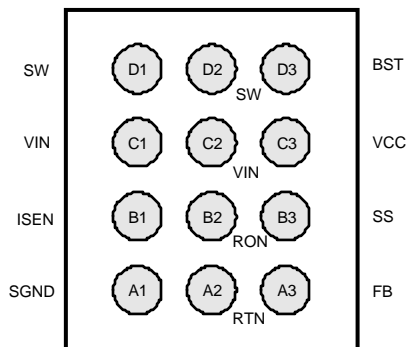 SW D1 D2 D3 BST
SW
VIN C1 C2 C3 VCC
VIN
ISEN B1 B2 B3 SS
RON
SGND A1 A2 A3 FB
RTN